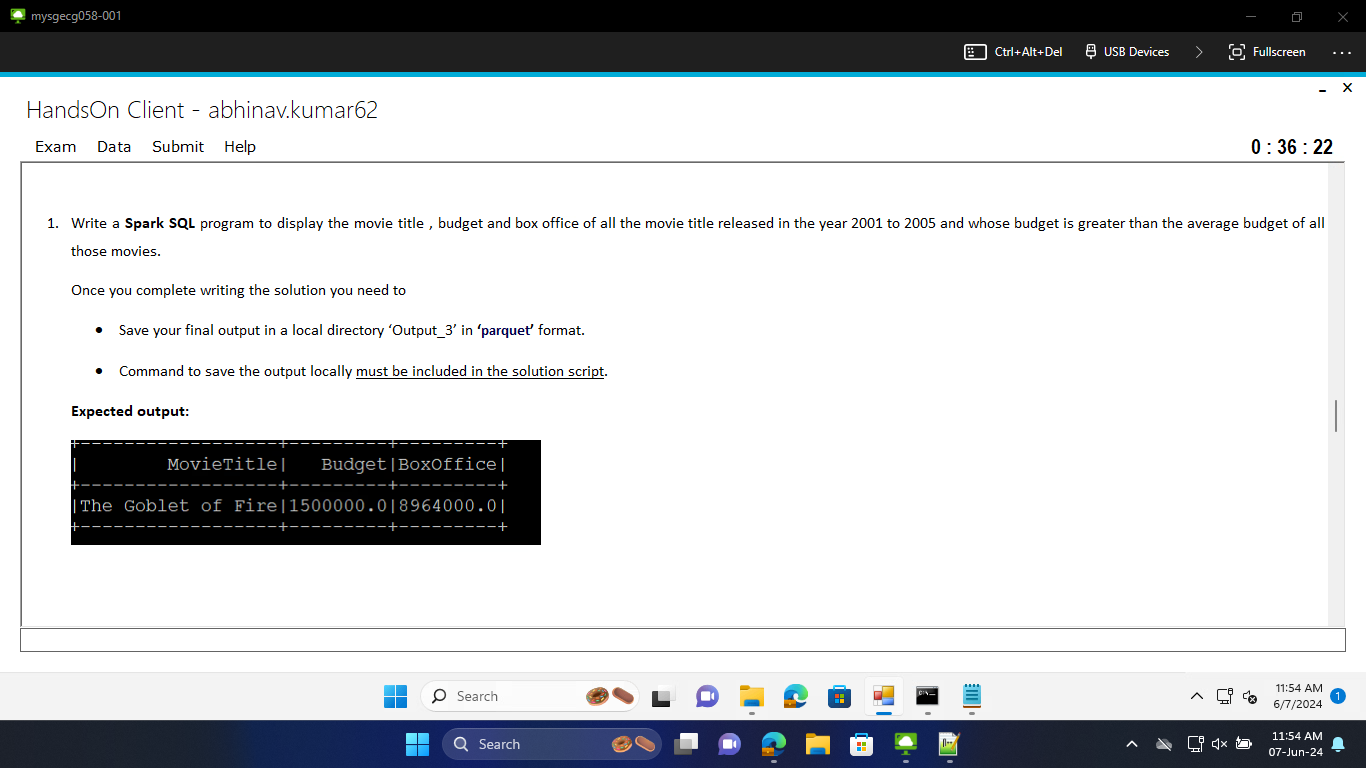 mysgecg058-001
Ctrl+Alt+Del USB Devices Fullscreen
HandsOn Client - abhinav.kumar62
Exam Data Submit Help 0 : 36 : 22
1. Write a Spark SQL program to display the movie title , budget and box office of all the movie title released in the year 2001 to 2005 and whose budget is greater than the average budget of all
those movies.
Once you complete writing the solution you need to
• Save your final output in a local directory ‘Output_3’ in ‘parquet’ format.
• Command to save the output locally must be included in the solution script.
Expected output:
+------------------+---------+---------+
| MovieTitle| Budget|BoxOffice|
+------------------+---------+---------+
|The Goblet of Fire|1500000.0|8964000.0|
+------------------+---------+---------+
Search 11:54 AM 1
6/7/2024
Search 11:54 AM
07-Jun-24